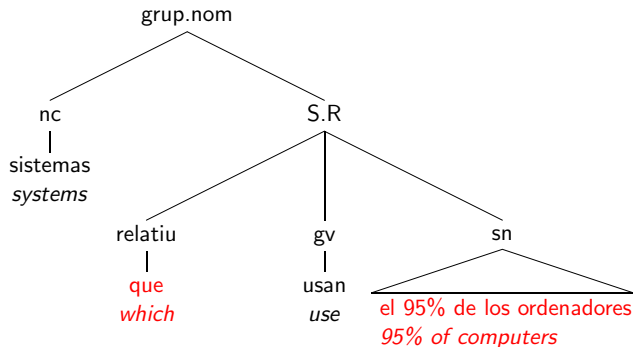 grup.nom
nc S.R
sistemas
systems
relatiu gv sn
que usan el 95% de los ordenadores
which use 95% of computers